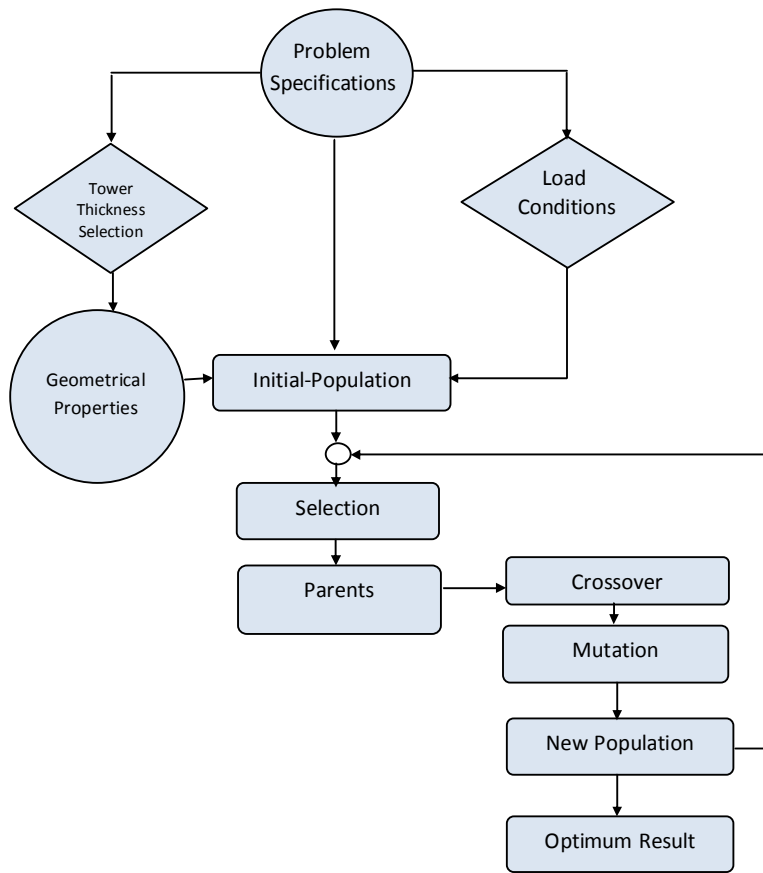 Problem
Specifications
Tower
Thickness
Selection
Load
Conditions
Geometrical
Properties
Initial-Population
Selection
Parents
Crossover
Mutation
New Population
Optimum Result